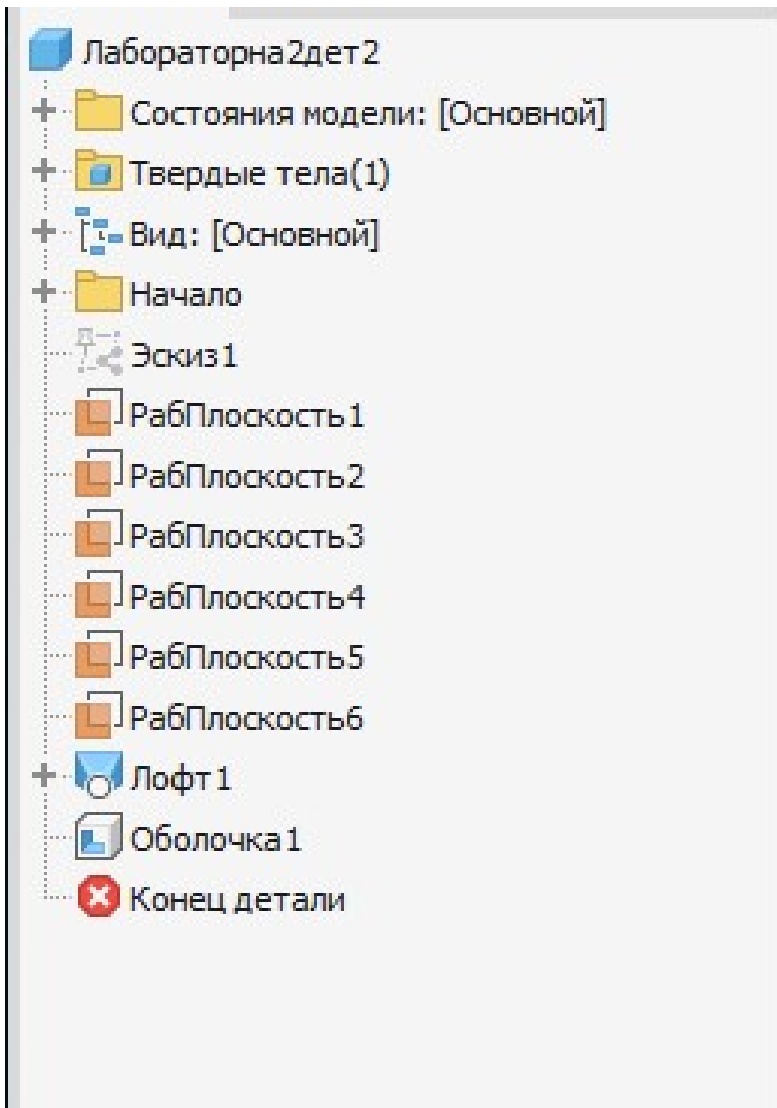 Лабораторна2дет2
Состояния модели: [Основной]
Твердые тела(1)
Вид: [Основной]
Начало
Эскиз1
РабПлоскость1
РабПлоскость2
РабПлоскость3
РабПлоскость4
РабПлоскость5
РабПлоскость6
Лофт1
Оболочка1
Конец детали